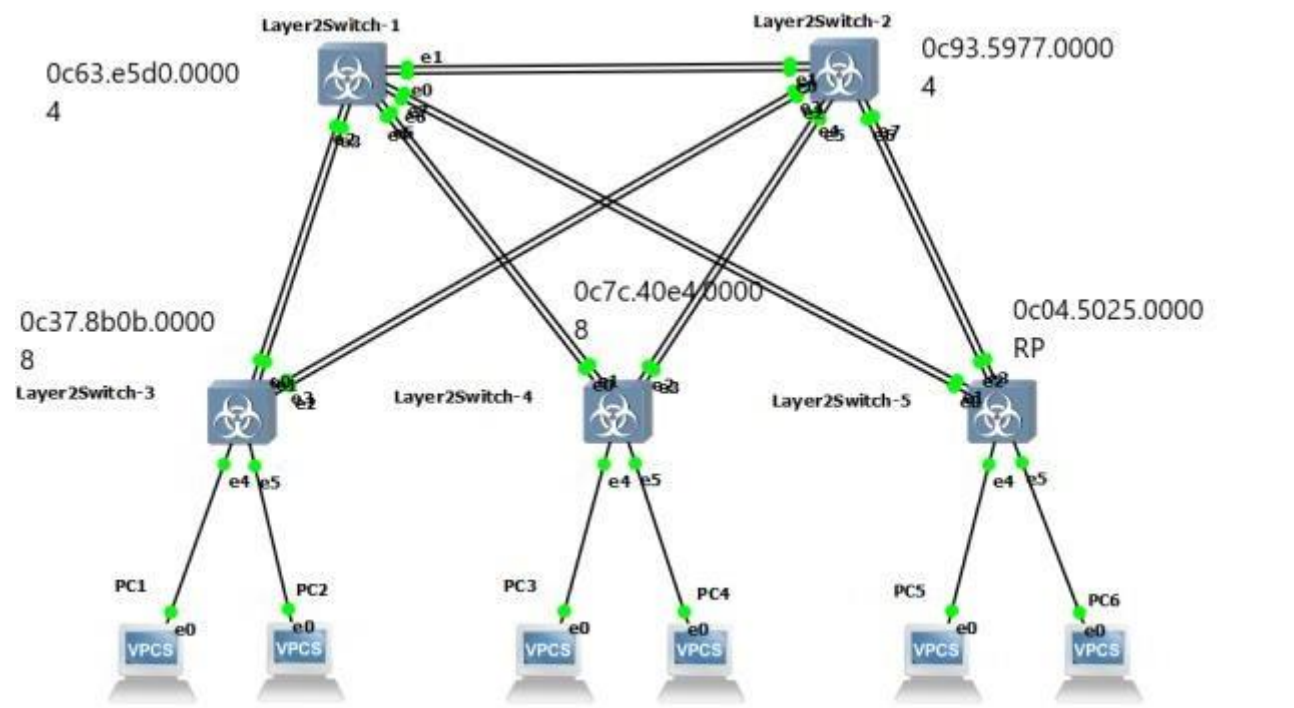 Layer2Switch-1
Layer2Switch-2
0c63.e5d0.0000
4
0c93.5977.0000
4
e1
e0
e4
e5
0c37.8b0b.0000
8
Layer2Switch-3
0c7c.40e4.0000
8
Layer2Switch-4
0c04.5025.0000
RP
Layer2Switch-5
e4
e5
e4
e5
e4
e5
PC1
PC2
PC3
PC4
PC5
PC6
e0
e0
e0
e0
e0
e0
VPCS
VPCS
VPCS
VPCS
VPCS
VPCS